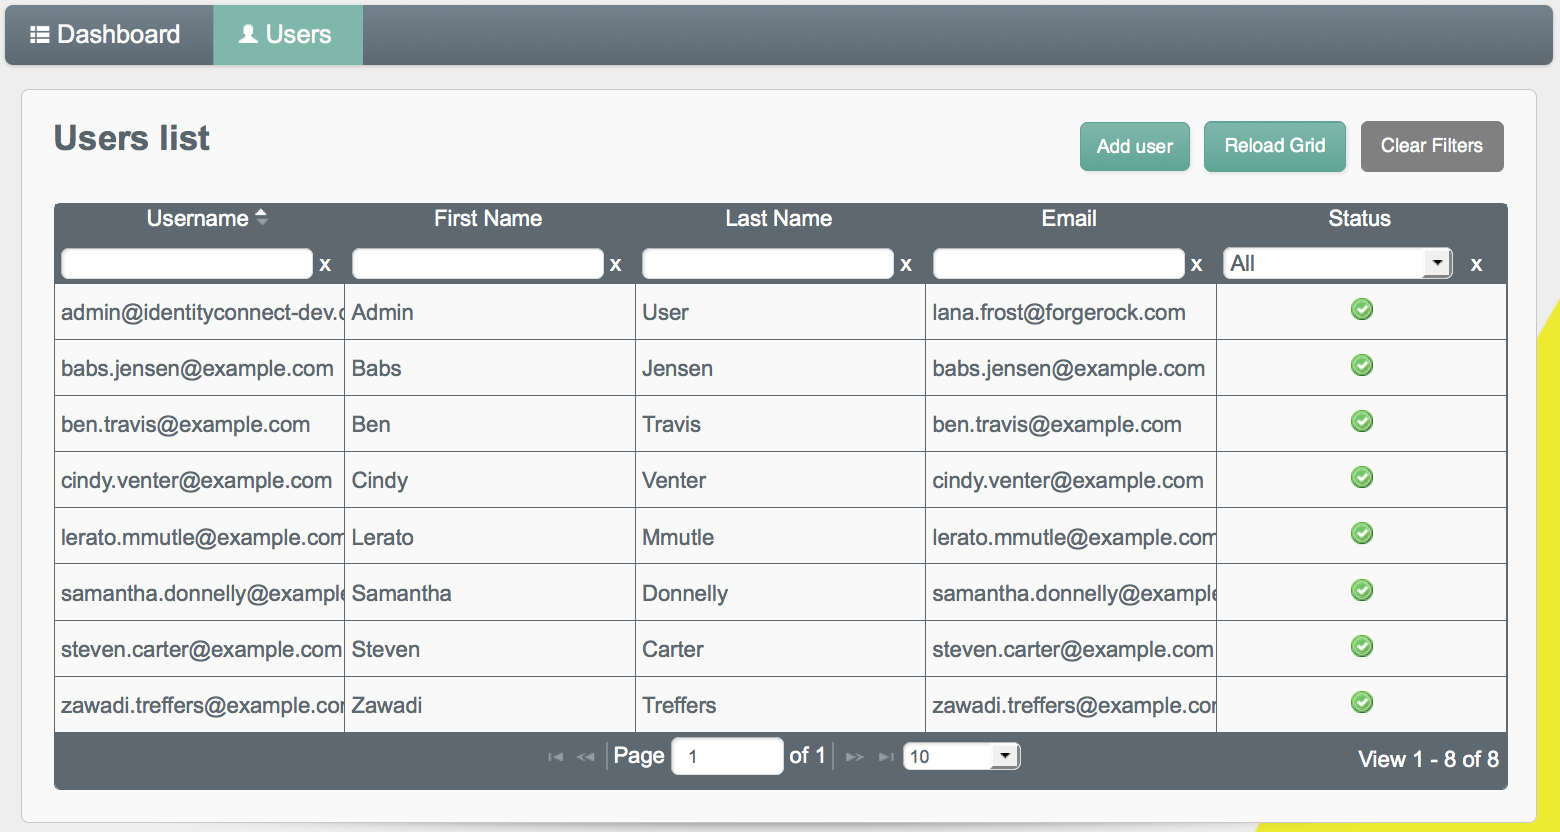 Dashboard Users
Users list
Add user Reload Grid Clear Filters
Username First Name Last Name Email Status
x x x x All x
admin@identityconnect-dev. Admin User lana.frost@forgerock.com
babs.jensen@example.com Babs Jensen babs.jensen@example.com
ben.travis@example.com Ben Travis ben.travis@example.com
cindy.venter@example.com Cindy Venter cindy.venter@example.com
lerato.mmutle@example.com Lerato Mmutle lerato.mmutle@example.com
samantha.donnelly@example Samantha Donnelly samantha.donnelly@example
steven.carter@example.com Steven Carter steven.carter@example.com
zawadi.treffers@example.cor Zawadi Treffers zawadi.treffers@example.cor
Page 1 of 1 10 View 1 - 8 of 8